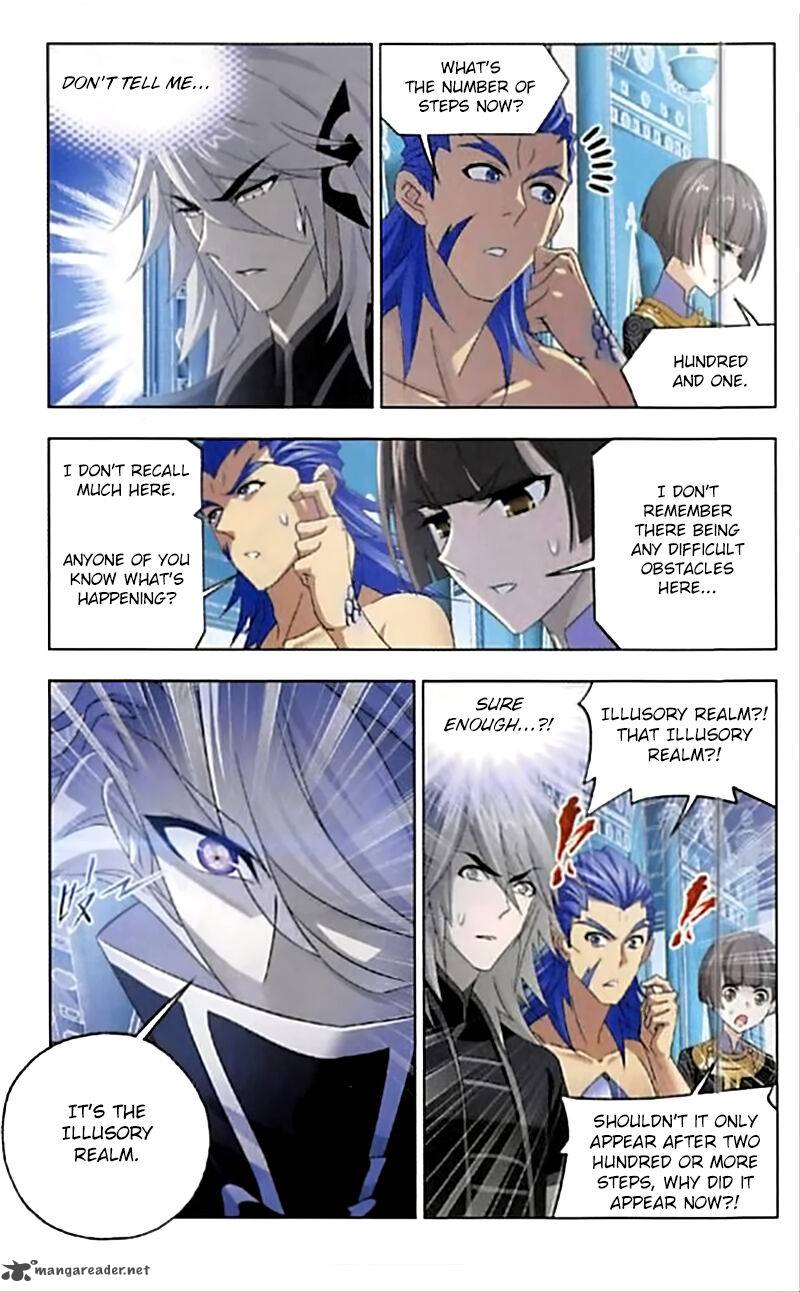 DON'T TELL ME...
WHAT'S
THE NUMBER OF
STEPS NOW?
HUNDRED
AND ONE.
I DON'T RECALL
MUCH HERE.
ANYONE OF YOU
KNOW WHAT'S
HAPPENING?
I DON'T
REMEMBER
THERE BEING
ANY DIFFICULT
OBSTACLES
HERE...
IT'S THE
ILLUSORY
REALM.
SURE
ENOUGH...?!
ILLUSORY REALM?!
THAT ILLUSORY
REALM?!
!?
!?
SHOULDN'T IT ONLY
APPEAR AFTER TWO
HUNDRED OR MORE
STEPS, WHY DID IT
APPEAR NOW?!
mangareader.net